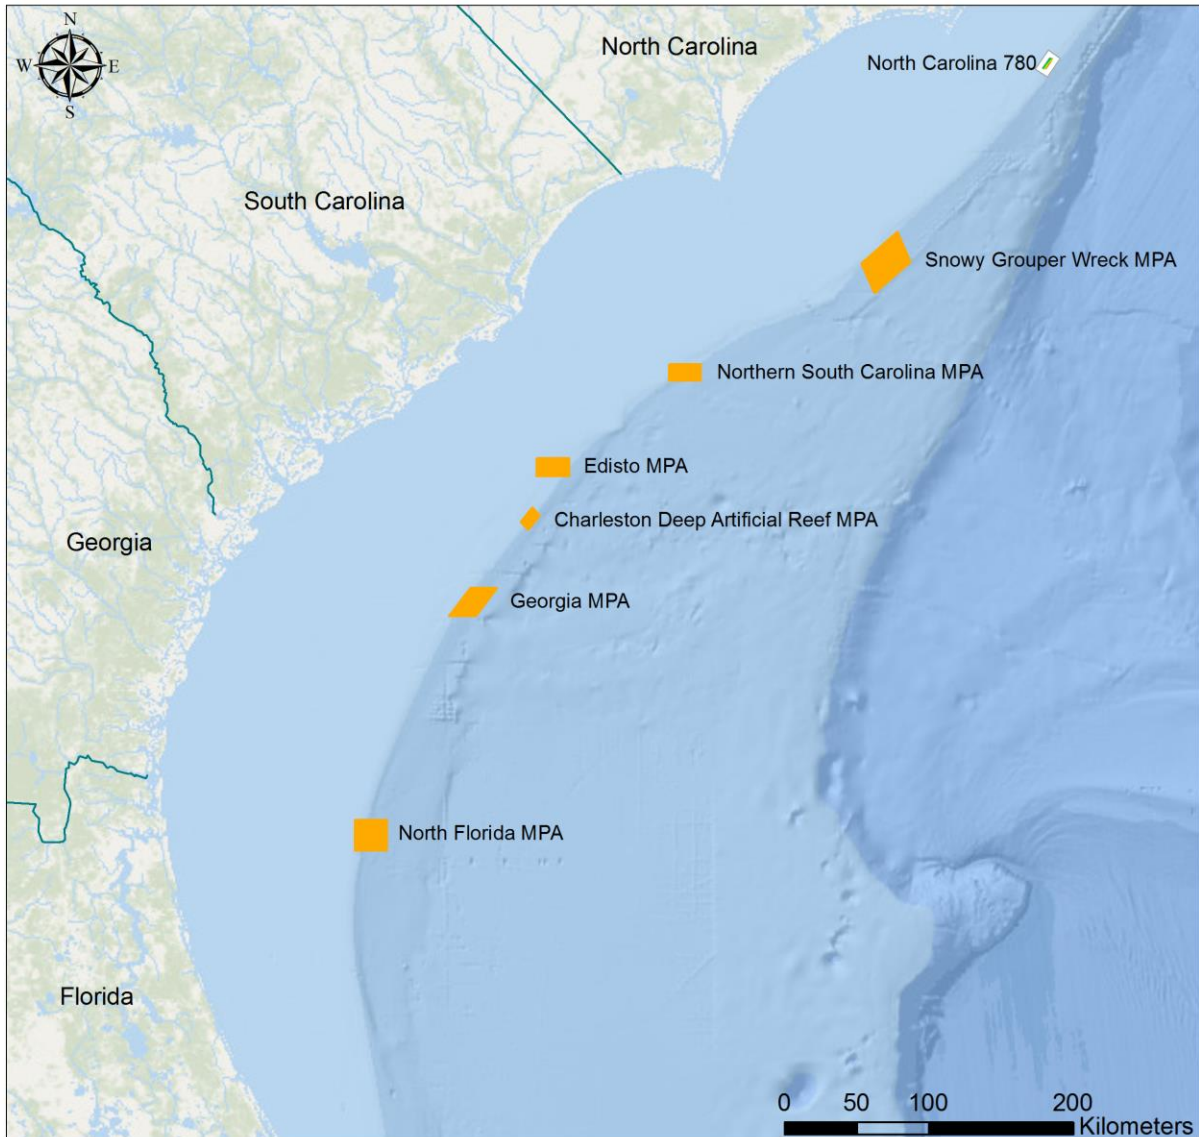 N
W E
S
North Carolina
North Carolina 780
South Carolina
Snowy Grouper Wreck MPA
Northern South Carolina MPA
Edisto MPA
Charleston Deep Artificial Reef MPA
Georgia
Georgia MPA
North Florida MPA
Florida
0 50 100 200
Kilometers